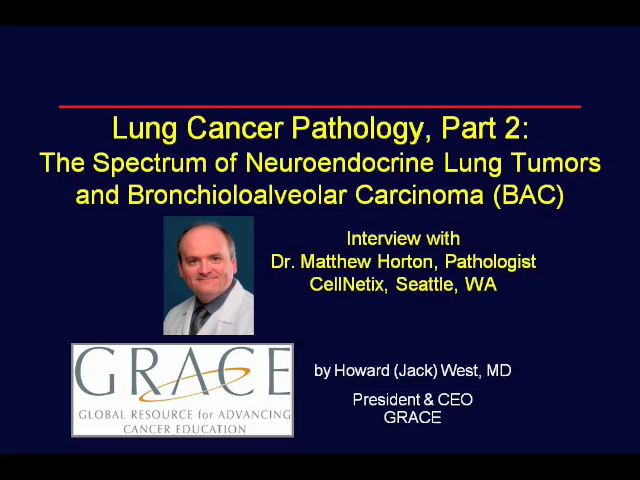 Lung Cancer Pathology, Part 2:
The Spectrum of Neuroendocrine Lung Tumors
and Bronchioloalveolar Carcinoma (BAC)
Interview with
Dr. Matthew Horton, Pathologist
CellNetix, Seattle, WA
GRACE
GLOBAL RESOURCE for ADVANCING
CANCER EDUCATION
by Howard (Jack) West, MD
President & CEO
GRACE